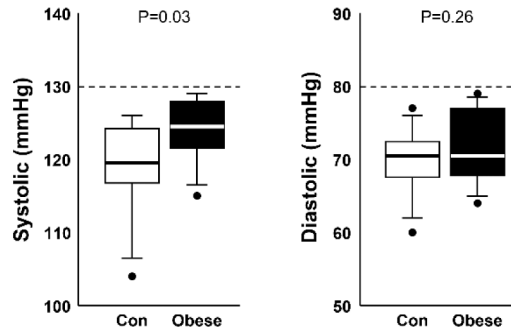 P=0.03
Systolic (mmHg)
140
130
120
110
100
Con Obese
P=0.26
Diastolic (mmHg)
90
80
70
60
50
Con Obese